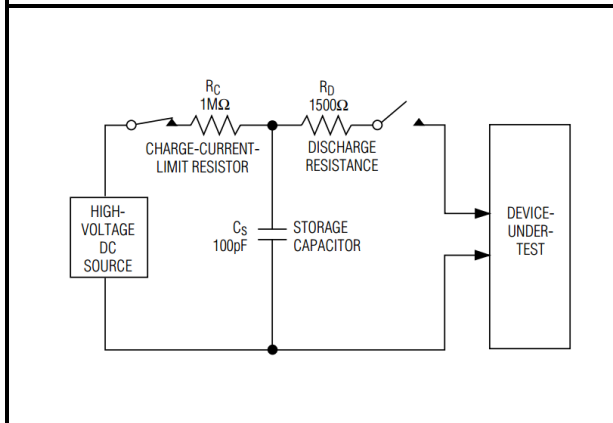 RC
1MΩ
CHARGE-CURRENT-
LIMIT RESISTOR
RD
1500Ω
DISCHARGE
RESISTANCE
HIGH-
VOLTAGE
DC
SOURCE
CS
100pF
STORAGE
CAPACITOR
DEVICE-
UNDER-
TEST